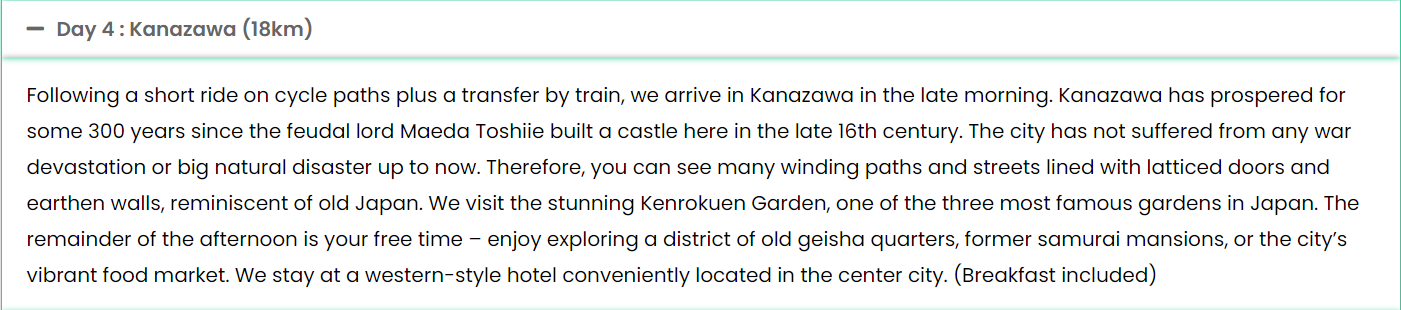 Day 4 : Kanazawa (18km)
Following a short ride on cycle paths plus a transfer by train, we arrive in Kanazawa in the late morning. Kanazawa has prospered for
some 300 years since the feudal lord Maeda Toshiie built a castle here in the late 16th century. The city has not suffered from any war
devastation or big natural disaster up to now. Therefore, you can see many winding paths and streets lined with latticed doors and
earthen walls, reminiscent of old Japan. We visit the stunning Kenrokuen Garden, one of the three most famous gardens in Japan. The
remainder of the afternoon is your free time – enjoy exploring a district of old geisha quarters, former samurai mansions, or the city’s
vibrant food market. We stay at a western-style hotel conveniently located in the center city. (Breakfast included)